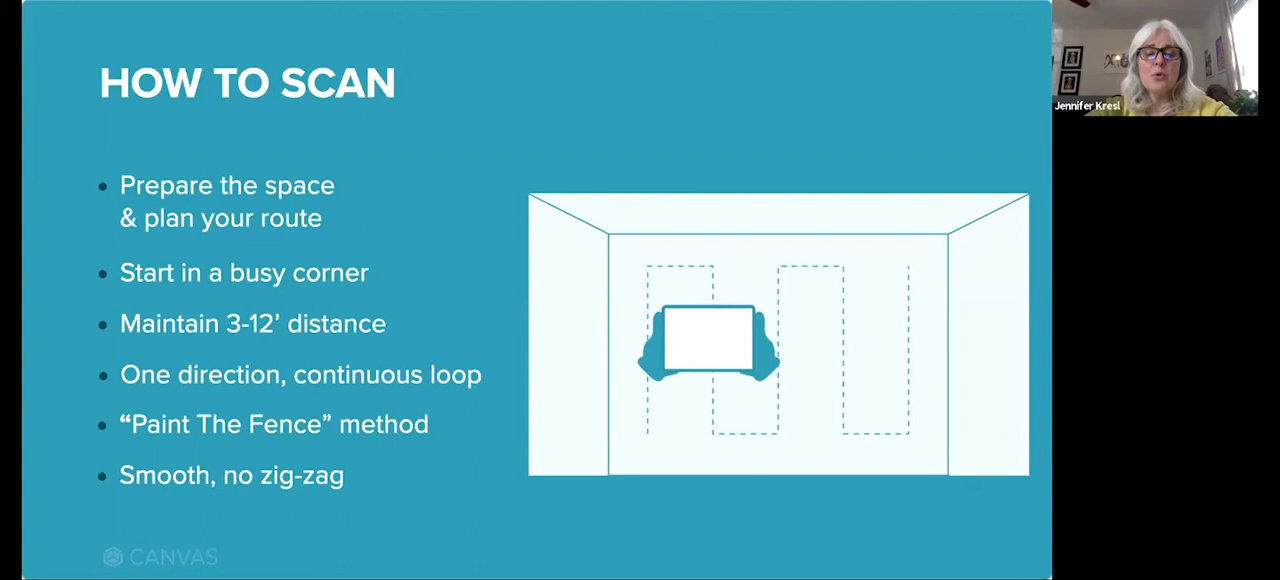 HOW TO SCAN
Prepare the space
& plan your route
Start in a busy corner
Maintain 3-12’ distance
One direction, continuous loop
“Paint The Fence” method
Smooth, no zig-zag
CANVAS
Jennifer Kresl